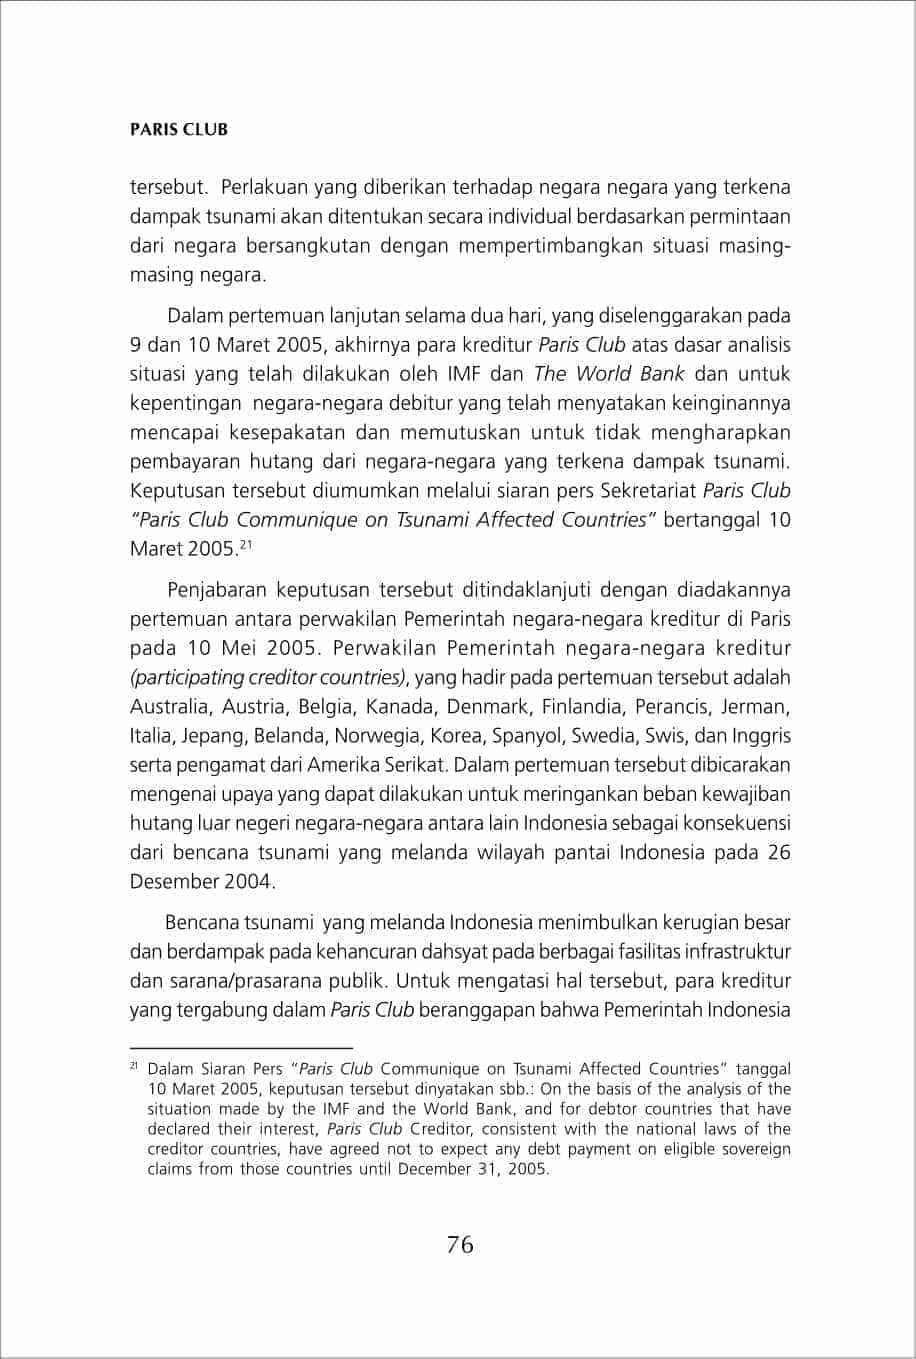 PARIS CLUB
tersebut.  Perlakuan yang diberikan terhadap negara negara yang terkena
dampak tsunami akan ditentukan secara individual berdasarkan permintaan
dari negara bersangkutan dengan mempertimbangkan situasi masing-
masing negara.
Dalam pertemuan lanjutan selama dua hari, yang diselenggarakan pada
9 dan 10 Maret 2005, akhirnya para kreditur Paris Club atas dasar analisis
situasi yang telah dilakukan oleh IMF dan The World Bank dan untuk
kepentingan  negara-negara debitur yang telah menyatakan keinginannya
mencapai kesepakatan dan memutuskan untuk tidak mengharapkan
pembayaran hutang dari negara-negara yang terkena dampak tsunami.
Keputusan tersebut diumumkan melalui siaran pers Sekretariat Paris Club
“Paris Club Communique on Tsunami Affected Countries” bertanggal 10
Maret 2005.21
Penjabaran keputusan tersebut ditindaklanjuti dengan diadakannya
pertemuan antara perwakilan Pemerintah negara-negara kreditur di Paris
pada 10 Mei 2005. Perwakilan Pemerintah negara-negara kreditur
(participating creditor countries), yang hadir pada pertemuan tersebut adalah
Australia, Austria, Belgia, Kanada, Denmark, Finlandia, Perancis, Jerman,
Italia, Jepang, Belanda, Norwegia, Korea, Spanyol, Swedia, Swis, dan Inggris
serta pengamat dari Amerika Serikat. Dalam pertemuan tersebut dibicarakan
mengenai upaya yang dapat dilakukan untuk meringankan beban kewajiban
hutang luar negeri negara-negara antara lain Indonesia sebagai konsekuensi
dari bencana tsunami yang melanda wilayah pantai Indonesia pada 26
Desember 2004.
Bencana tsunami  yang melanda Indonesia menimbulkan kerugian besar
dan berdampak pada kehancuran dahsyat pada berbagai fasilitas infrastruktur
dan sarana/prasarana publik. Untuk mengatasi hal tersebut, para kreditur
yang tergabung dalam Paris Club beranggapan bahwa Pemerintah Indonesia
21 Dalam Siaran Pers “Paris Club Communique on Tsunami Affected Countries” tanggal
10 Maret 2005, keputusan tersebut dinyatakan sbb.: On the basis of the analysis of the
situation made by the IMF and the World Bank, and for debtor countries that have
declared their interest, Paris Club Creditor, consistent with the national laws of the
creditor countries, have agreed not to expect any debt payment on eligible sovereign
claims from those countries until December 31, 2005.
76